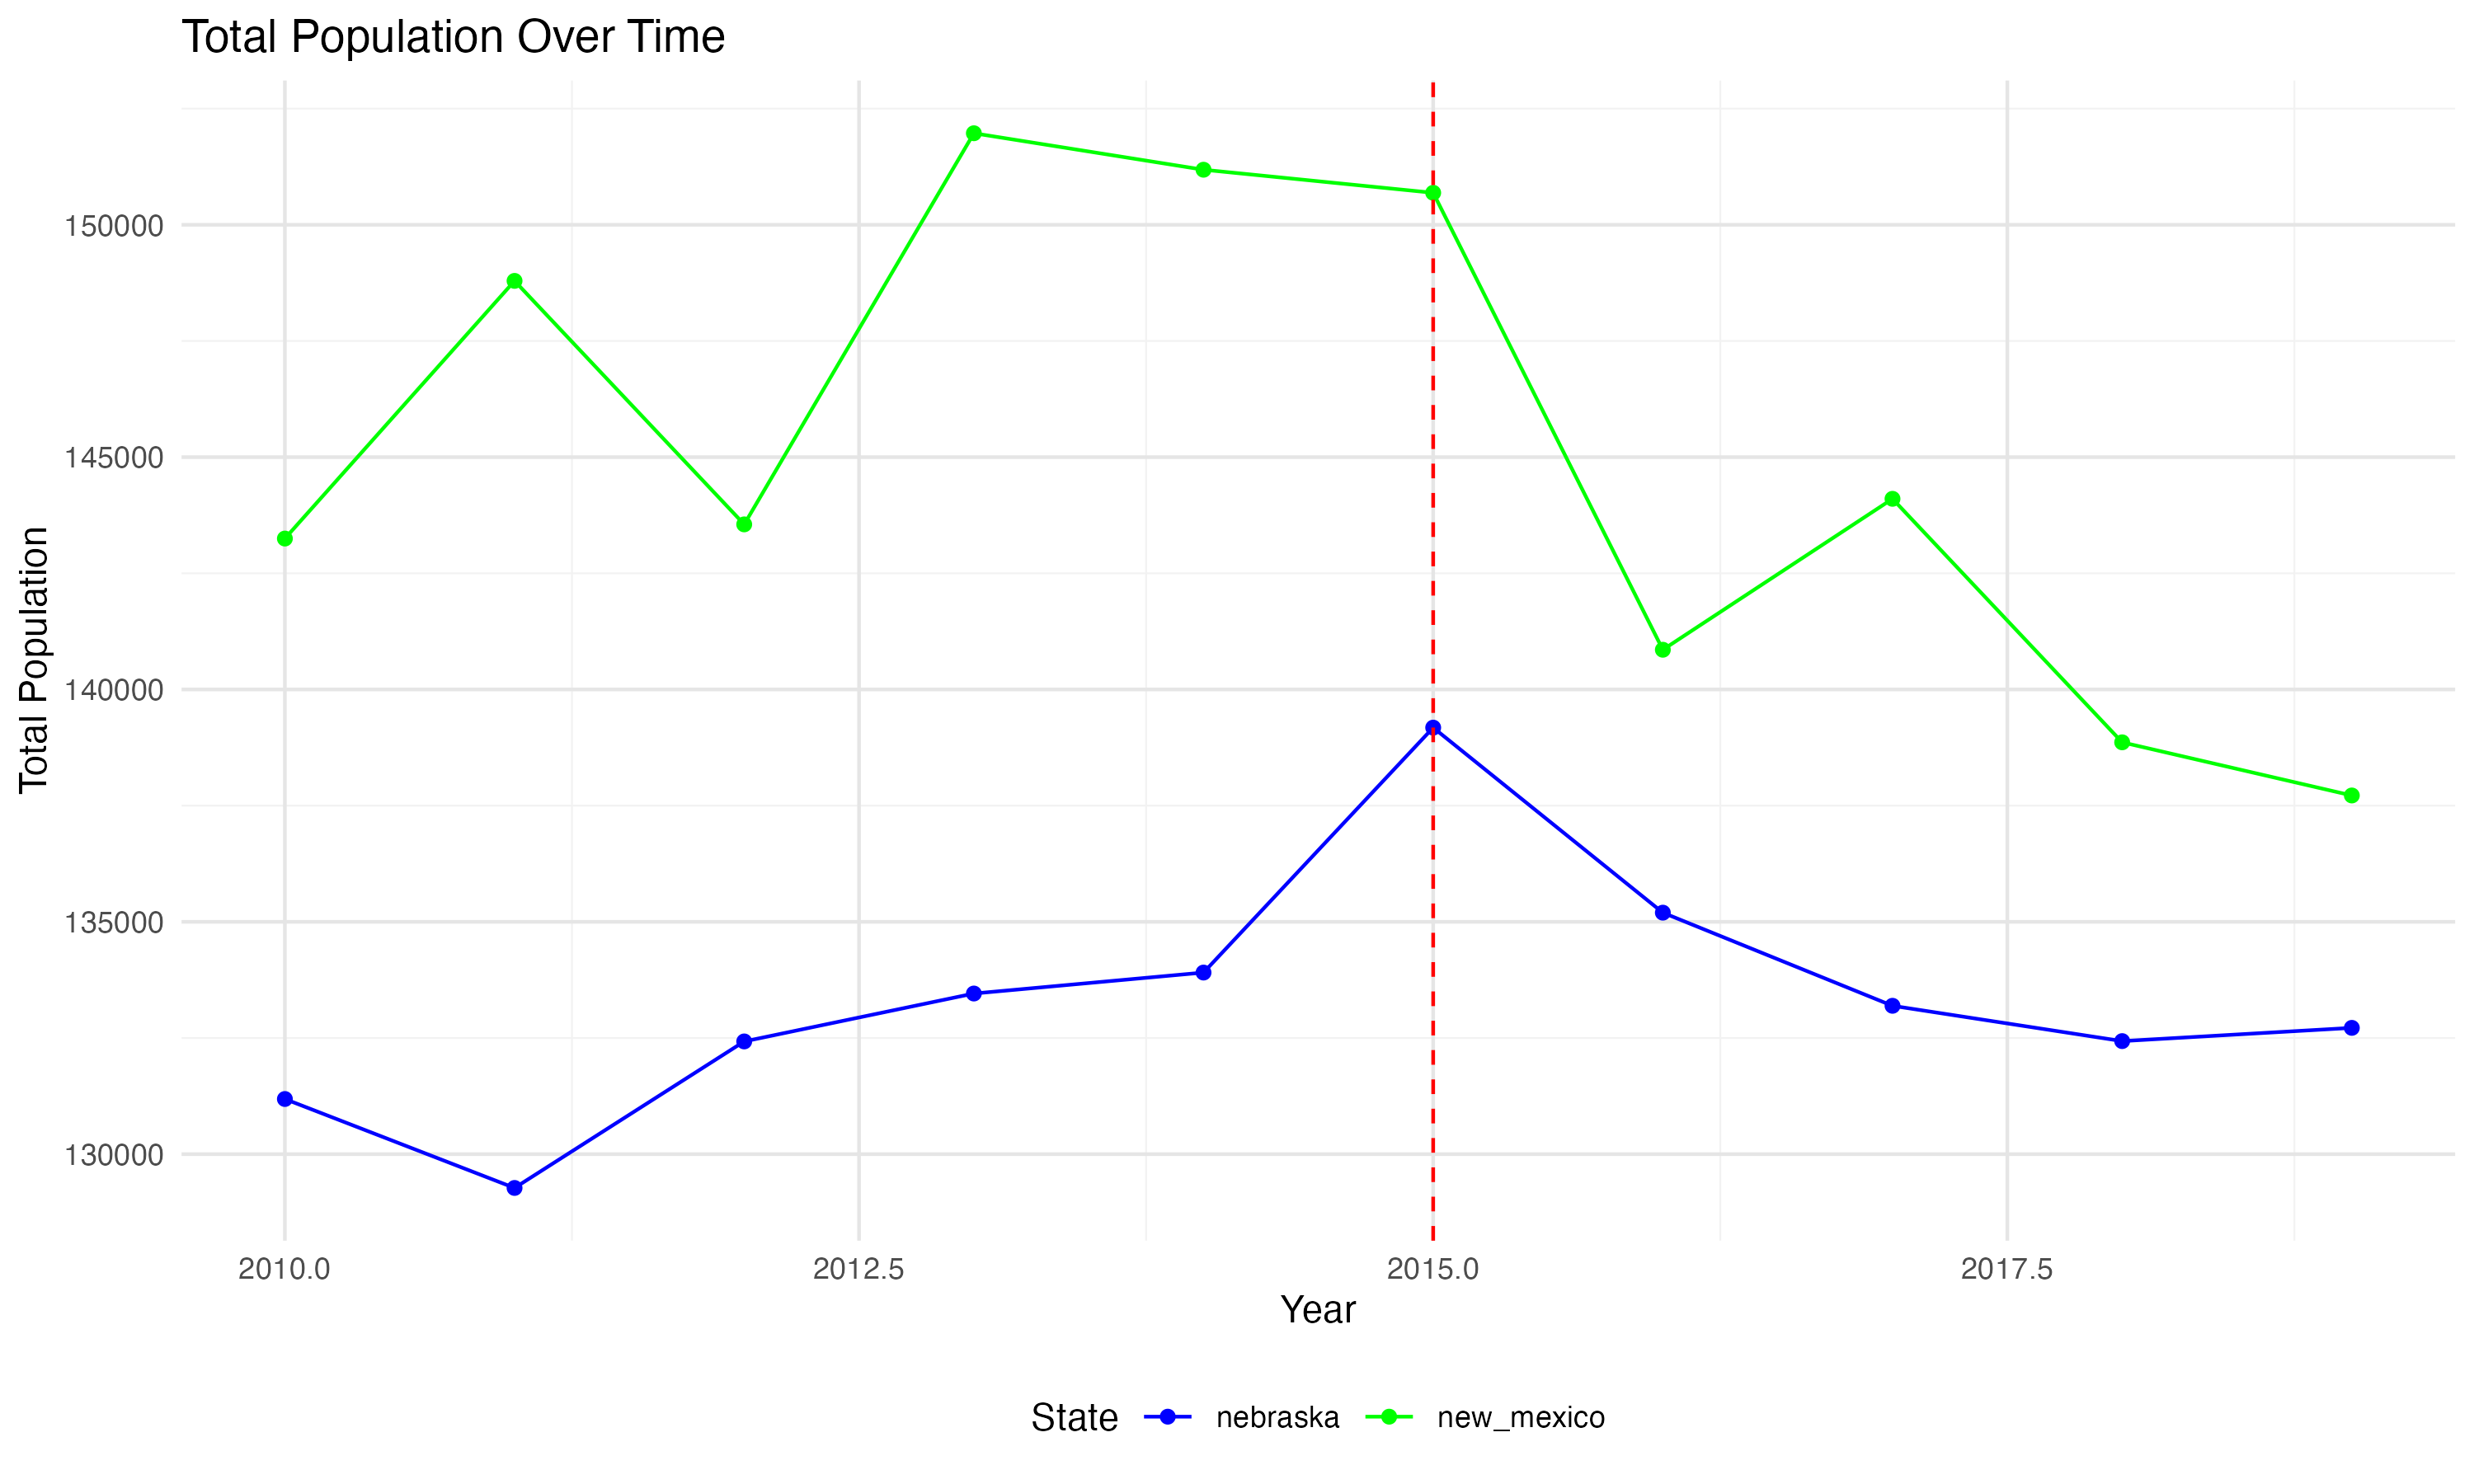 Total Population Over Time
Total Population
150000
145000
140000
135000
130000
2010.0 2012.5 2015.0 2017.5
Year
State nebraska new_mexico